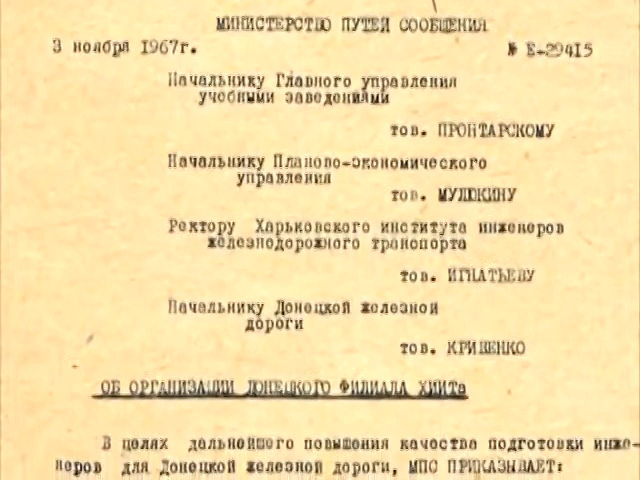 МИНИСТЕРСТВО ПУТЕЙ СООБЩЕНИЯ
3 ноября 1967г. № Е-29415
Начальнику Главного управления
учебными заведениями
тов. ПРОНТАРСКОМУ
Начальнику Планово-экономического
управления
тов. МУЛЮКИНУ
Ректору Харьковского института инженеров
железнодорожного транспорта
тов. ИГНАТЬЕВУ
Начальнику Донецкой железной
дороги
тов. КРИВЕНКО
ОБ ОРГАНИЗАЦИИ ДОНЕЦКОГО ФИЛИАЛА ХИИТа
В целях дальнейшего повышения качества подготовки инже-
неров для Донецкой железной дороги, МПС ПРИКАЗЫВАЕТ: